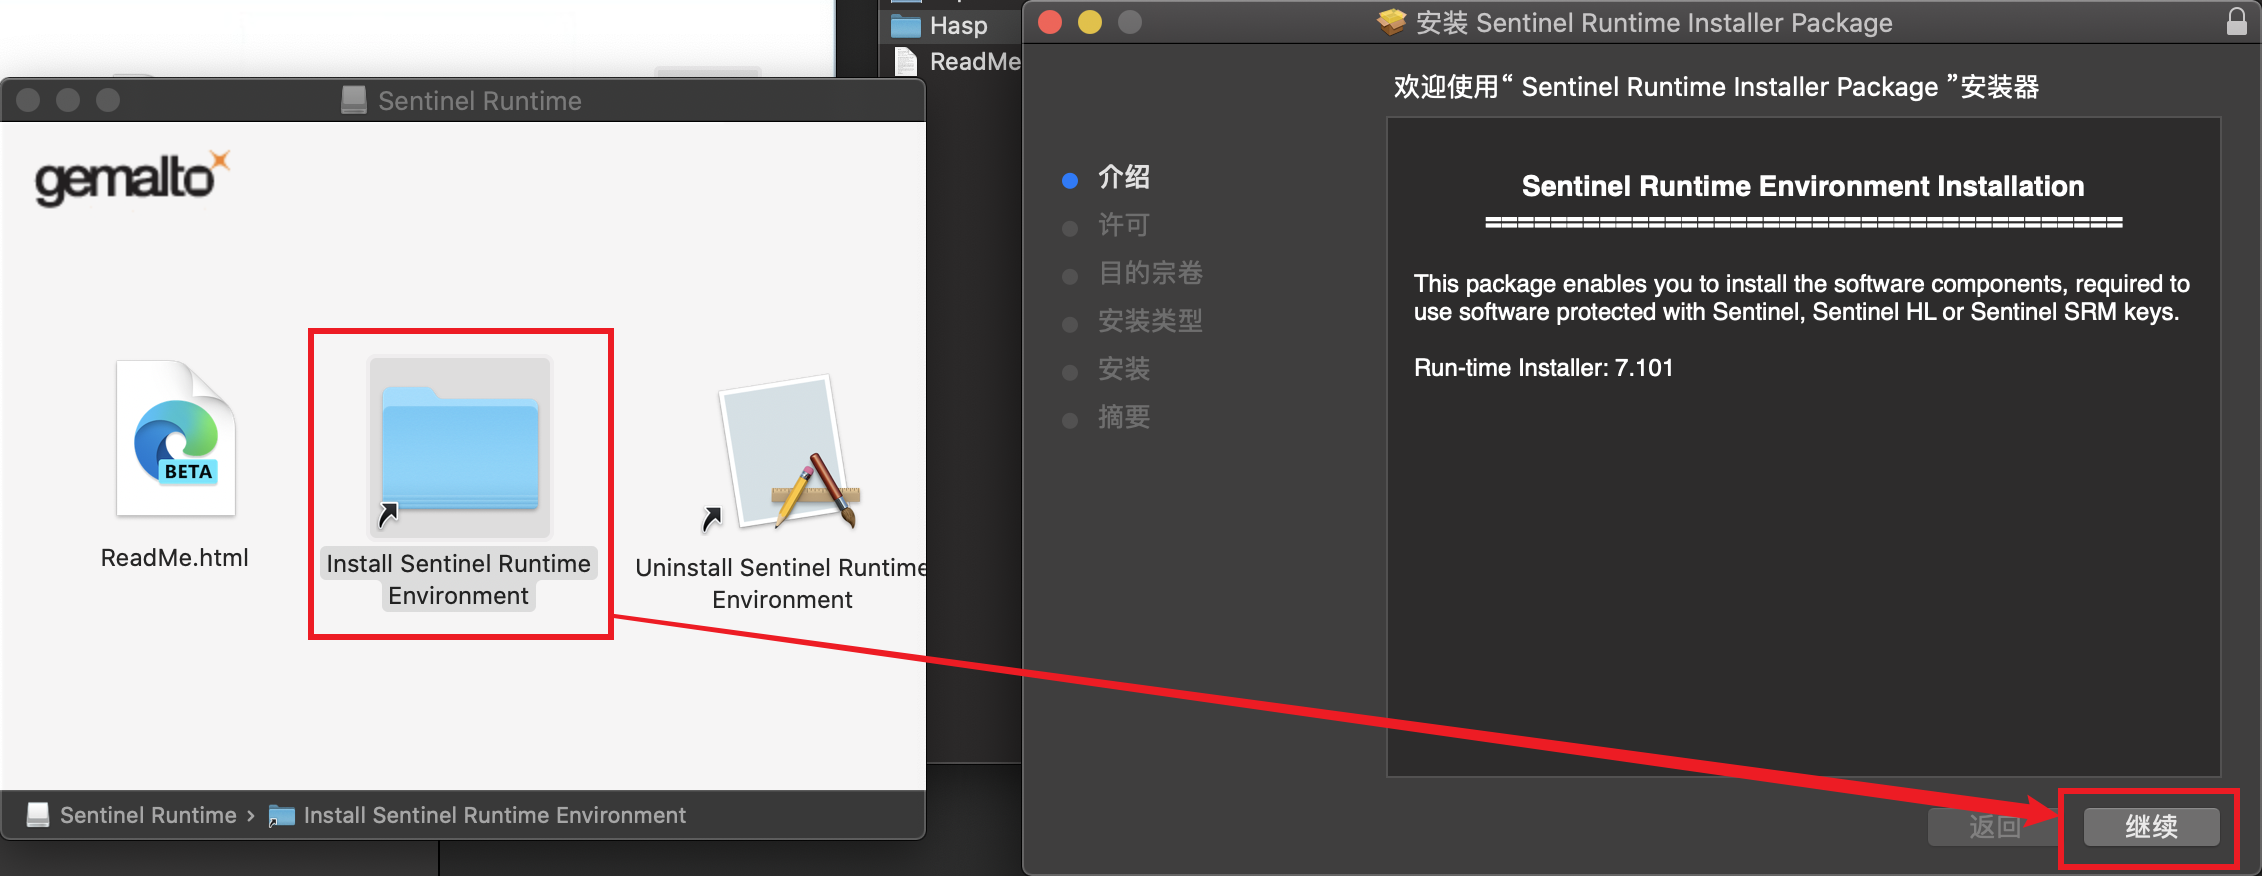 Hasp
ReadMe
Sentinel Runtime
gemalto
BETA
ReadMe.html
Install Sentinel Runtime
Environment
Uninstall Sentinel Runtime
Environment
Sentinel Runtime › Install Sentinel Runtime Environment
安装 Sentinel Runtime Installer Package
欢迎使用“ Sentinel Runtime Installer Package ”安装器
介绍
许可
目的宗卷
安装类型
安装
摘要
Sentinel Runtime Environment Installation
========================================
This package enables you to install the software components, required to
use software protected with Sentinel, Sentinel HL or Sentinel SRM keys.
Run-time Installer: 7.101
返回
继续